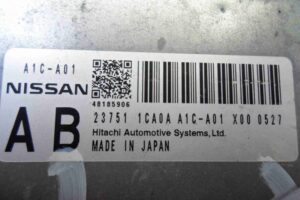 A1C-A01
NISSAN
48185906
AB
23751 1CA0A A1C-A01 X00 0527
Hitachi Automotive Systems, Ltd.
MADE IN JAPAN